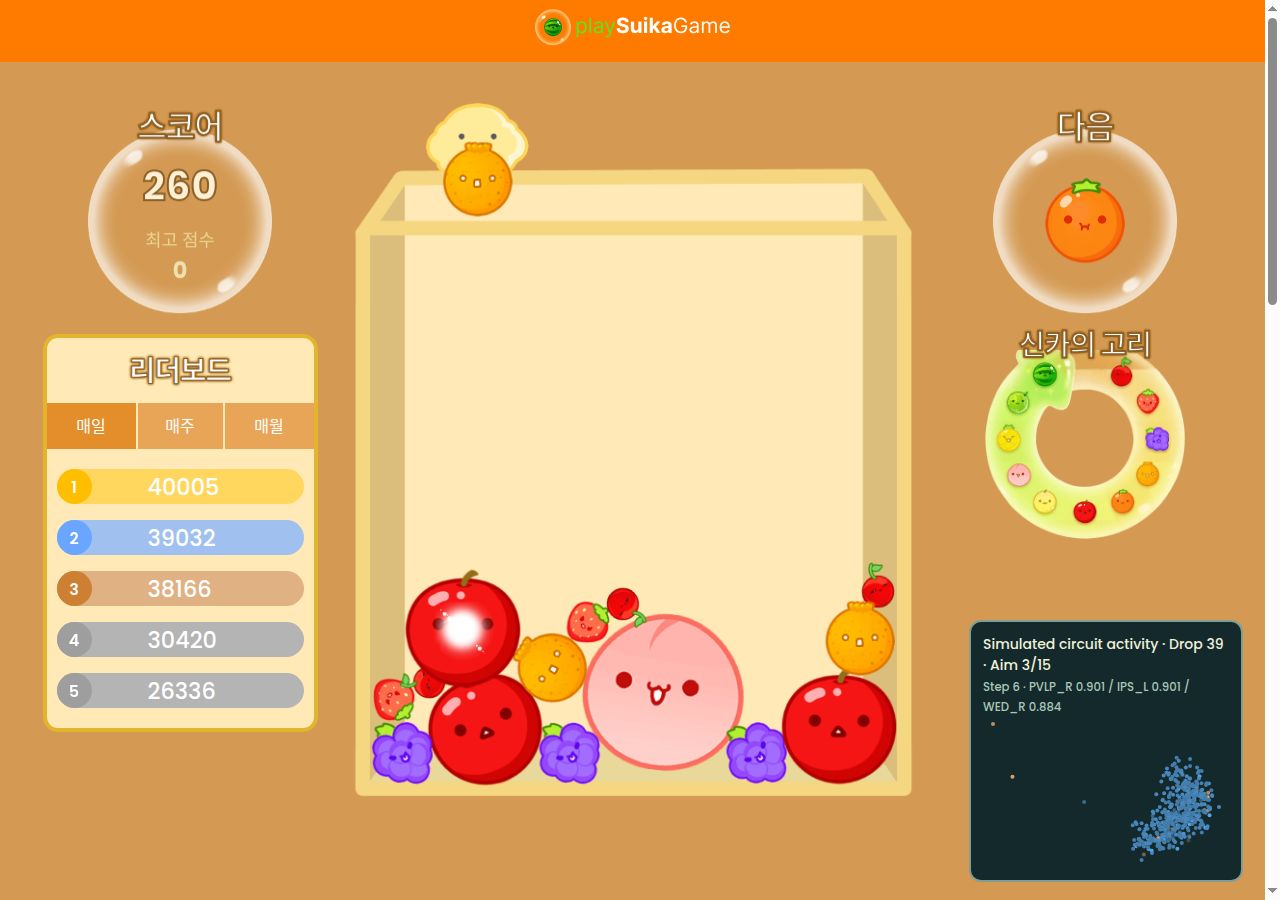 playSuikaGame
스코어
260
최고 점수
0
리더보드
매일 매주 매월
1 40005
2 39032
3 38166
4 30420
5 26336
다음
신카의 고리
Simulated circuit activity · Drop 39
· Aim 3/15
Step 6 · PVLP_R 0.901 / IPS_L 0.901 /
WED_R 0.884